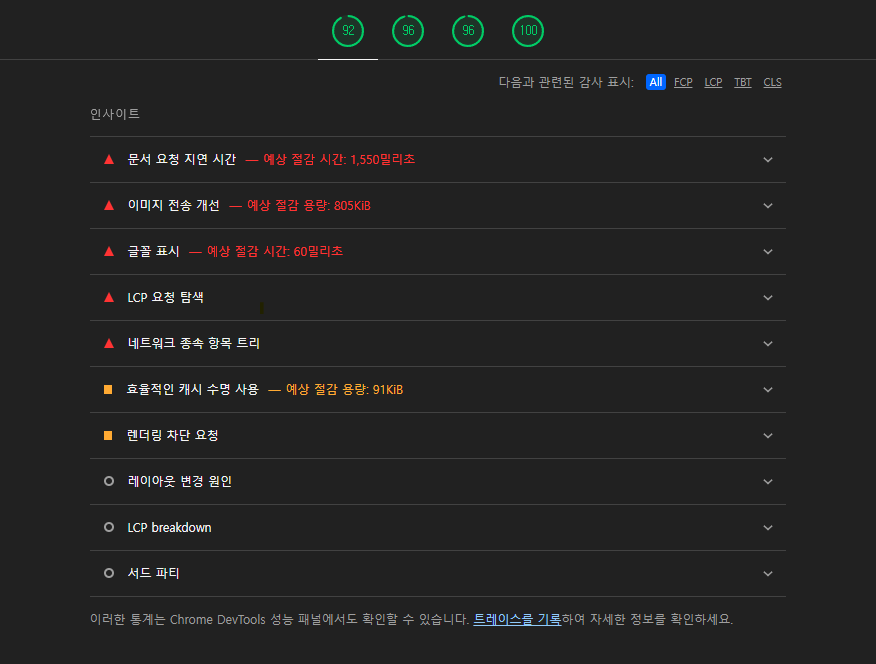 92 96 96 100
다음과 관련된 감사 표시: All FCP LCP TBT CLS
인사이트
문서 요청 지연 시간 — 예상 절감 시간: 1,550밀리초
이미지 전송 개선 — 예상 절감 용량: 805KiB
글꼴 표시 — 예상 절감 시간: 60밀리초
LCP 요청 탐색
네트워크 종속 항목 트리
효율적인 캐시 수명 사용 — 예상 절감 용량: 91KiB
렌더링 차단 요청
레이아웃 변경 원인
LCP breakdown
서드 파티
이러한 통계는 Chrome DevTools 성능 패널에서도 확인할 수 있습니다. 트레이스를 기록하여 자세한 정보를 확인하세요.